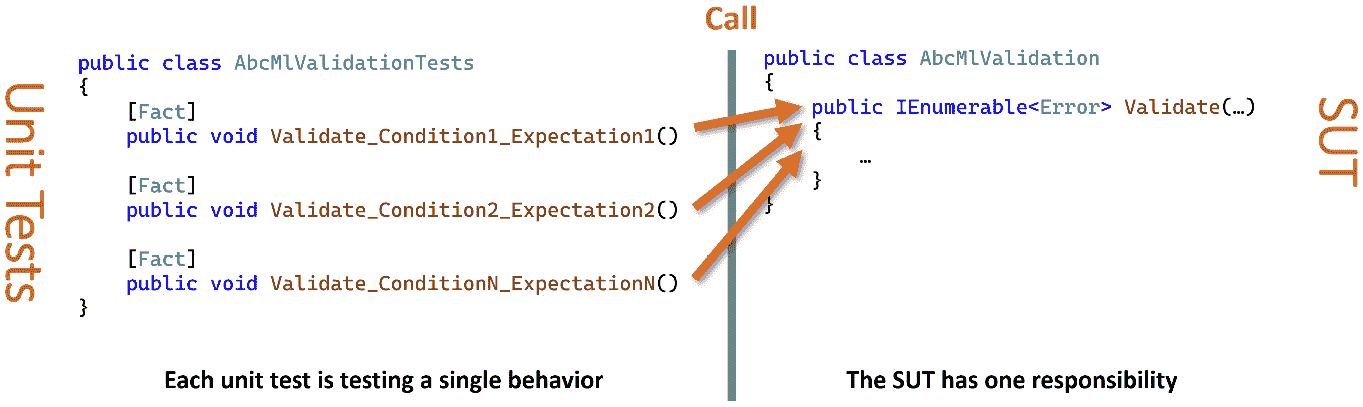 Call
Unit Tests
public class AbcMlValidationTests
{
[Fact]
public void Validate_Condition1_Expectation1()
[Fact]
public void Validate_Condition2_Expectation2()
[Fact]
public void Validate_ConditionN_ExpectationN()
}
Each unit test is testing a single behavior
public class AbcMlValidation
{
public IEnumerable<Error> Validate(…)
{
…
}
}
The SUT has one responsibility
SUT